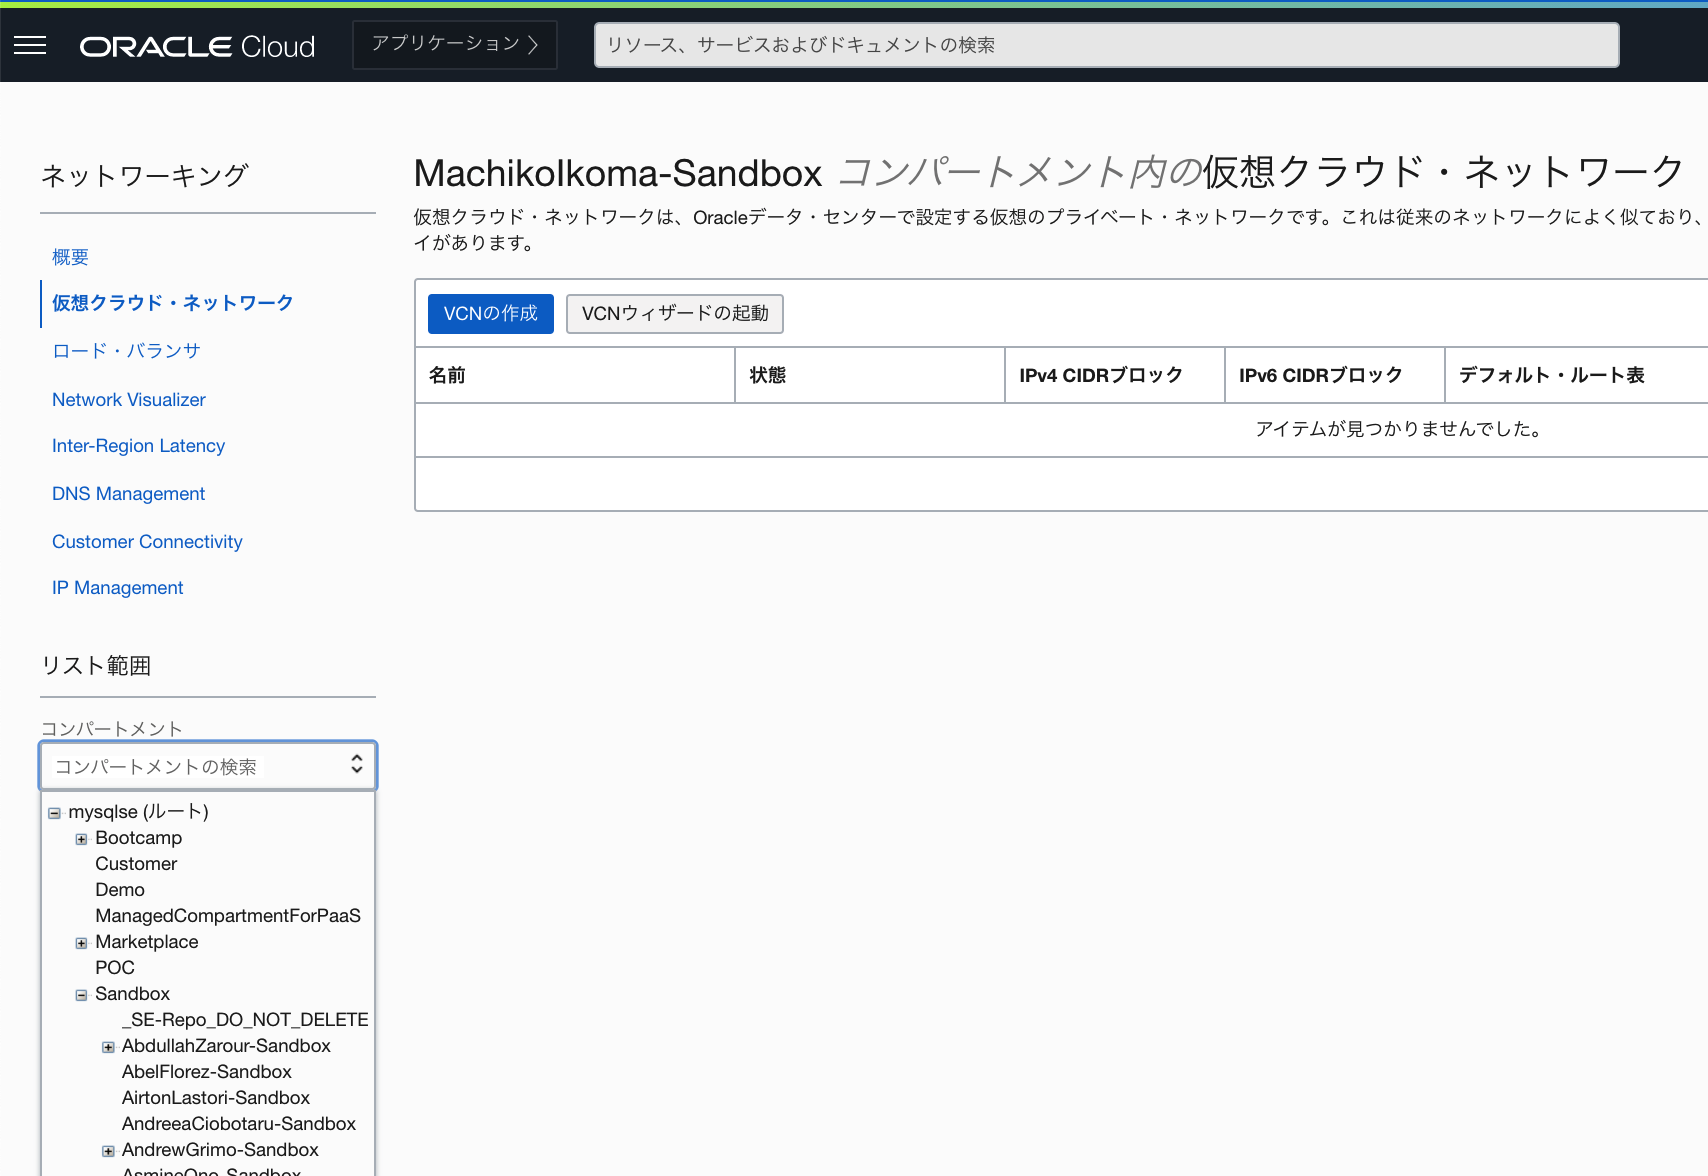 ORACLE Cloud
アプリケーション
リソース、サービスおよびドキュメントの検索
ネットワーキング
概要
仮想クラウド・ネットワーク
ロード・バランサ
Network Visualizer
Inter-Region Latency
DNS Management
Customer Connectivity
IP Management
リスト範囲
コンパートメント
コンパートメントの検索
mysqlse (ルート)
Bootcamp
Customer
Demo
ManagedCompartmentForPaaS
Marketplace
POC
Sandbox
_SE-Repo_DO_NOT_DELETE
AbdullahZarour-Sandbox
AbelFlorez-Sandbox
AirtonLastori-Sandbox
AndreeaCiobotaru-Sandbox
AndrewGrimo-Sandbox
MachikoIkoma-Sandbox コンパートメント内の仮想クラウド・ネットワーク
仮想クラウド・ネットワークは、Oracleデータ・センターで設定する仮想のプライベート・ネットワークです。これは従来のネットワークによく似ており、
イがあります。
VCNの作成 VCNウィザードの起動
名前 状態 IPv4 CIDRブロック IPv6 CIDRブロック デフォルト・ルート表
アイテムが見つかりませんでした。